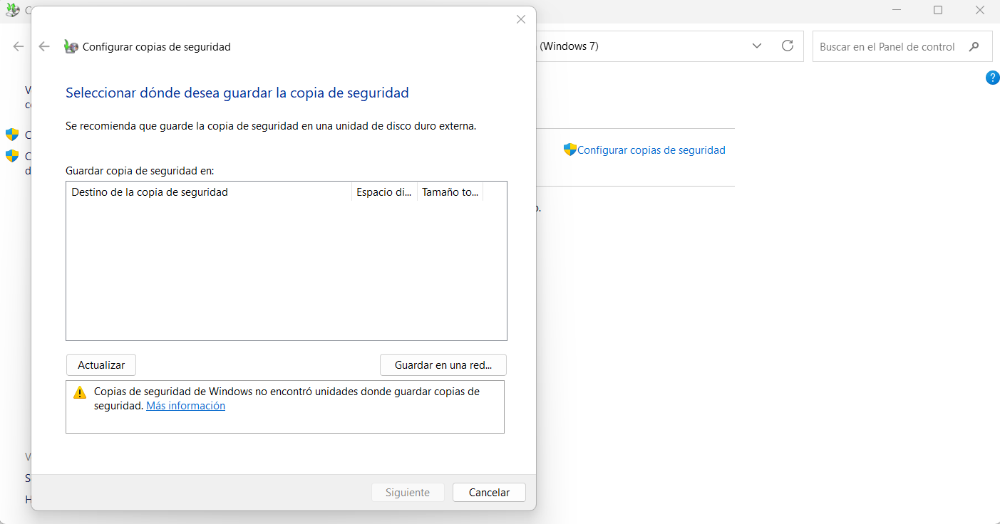 Configurar copias de seguridad
(Windows 7)
Buscar en el Panel de control
Seleccionar dónde desea guardar la copia de seguridad
Se recomienda que guarde la copia de seguridad en una unidad de disco duro externa.
Configurar copias de seguridad
Guardar copia de seguridad en:
Destino de la copia de seguridad Espacio di... Tamaño to...
Actualizar Guardar en una red...
Copias de seguridad de Windows no encontró unidades donde guardar copias de
seguridad. Más información
Siguiente Cancelar